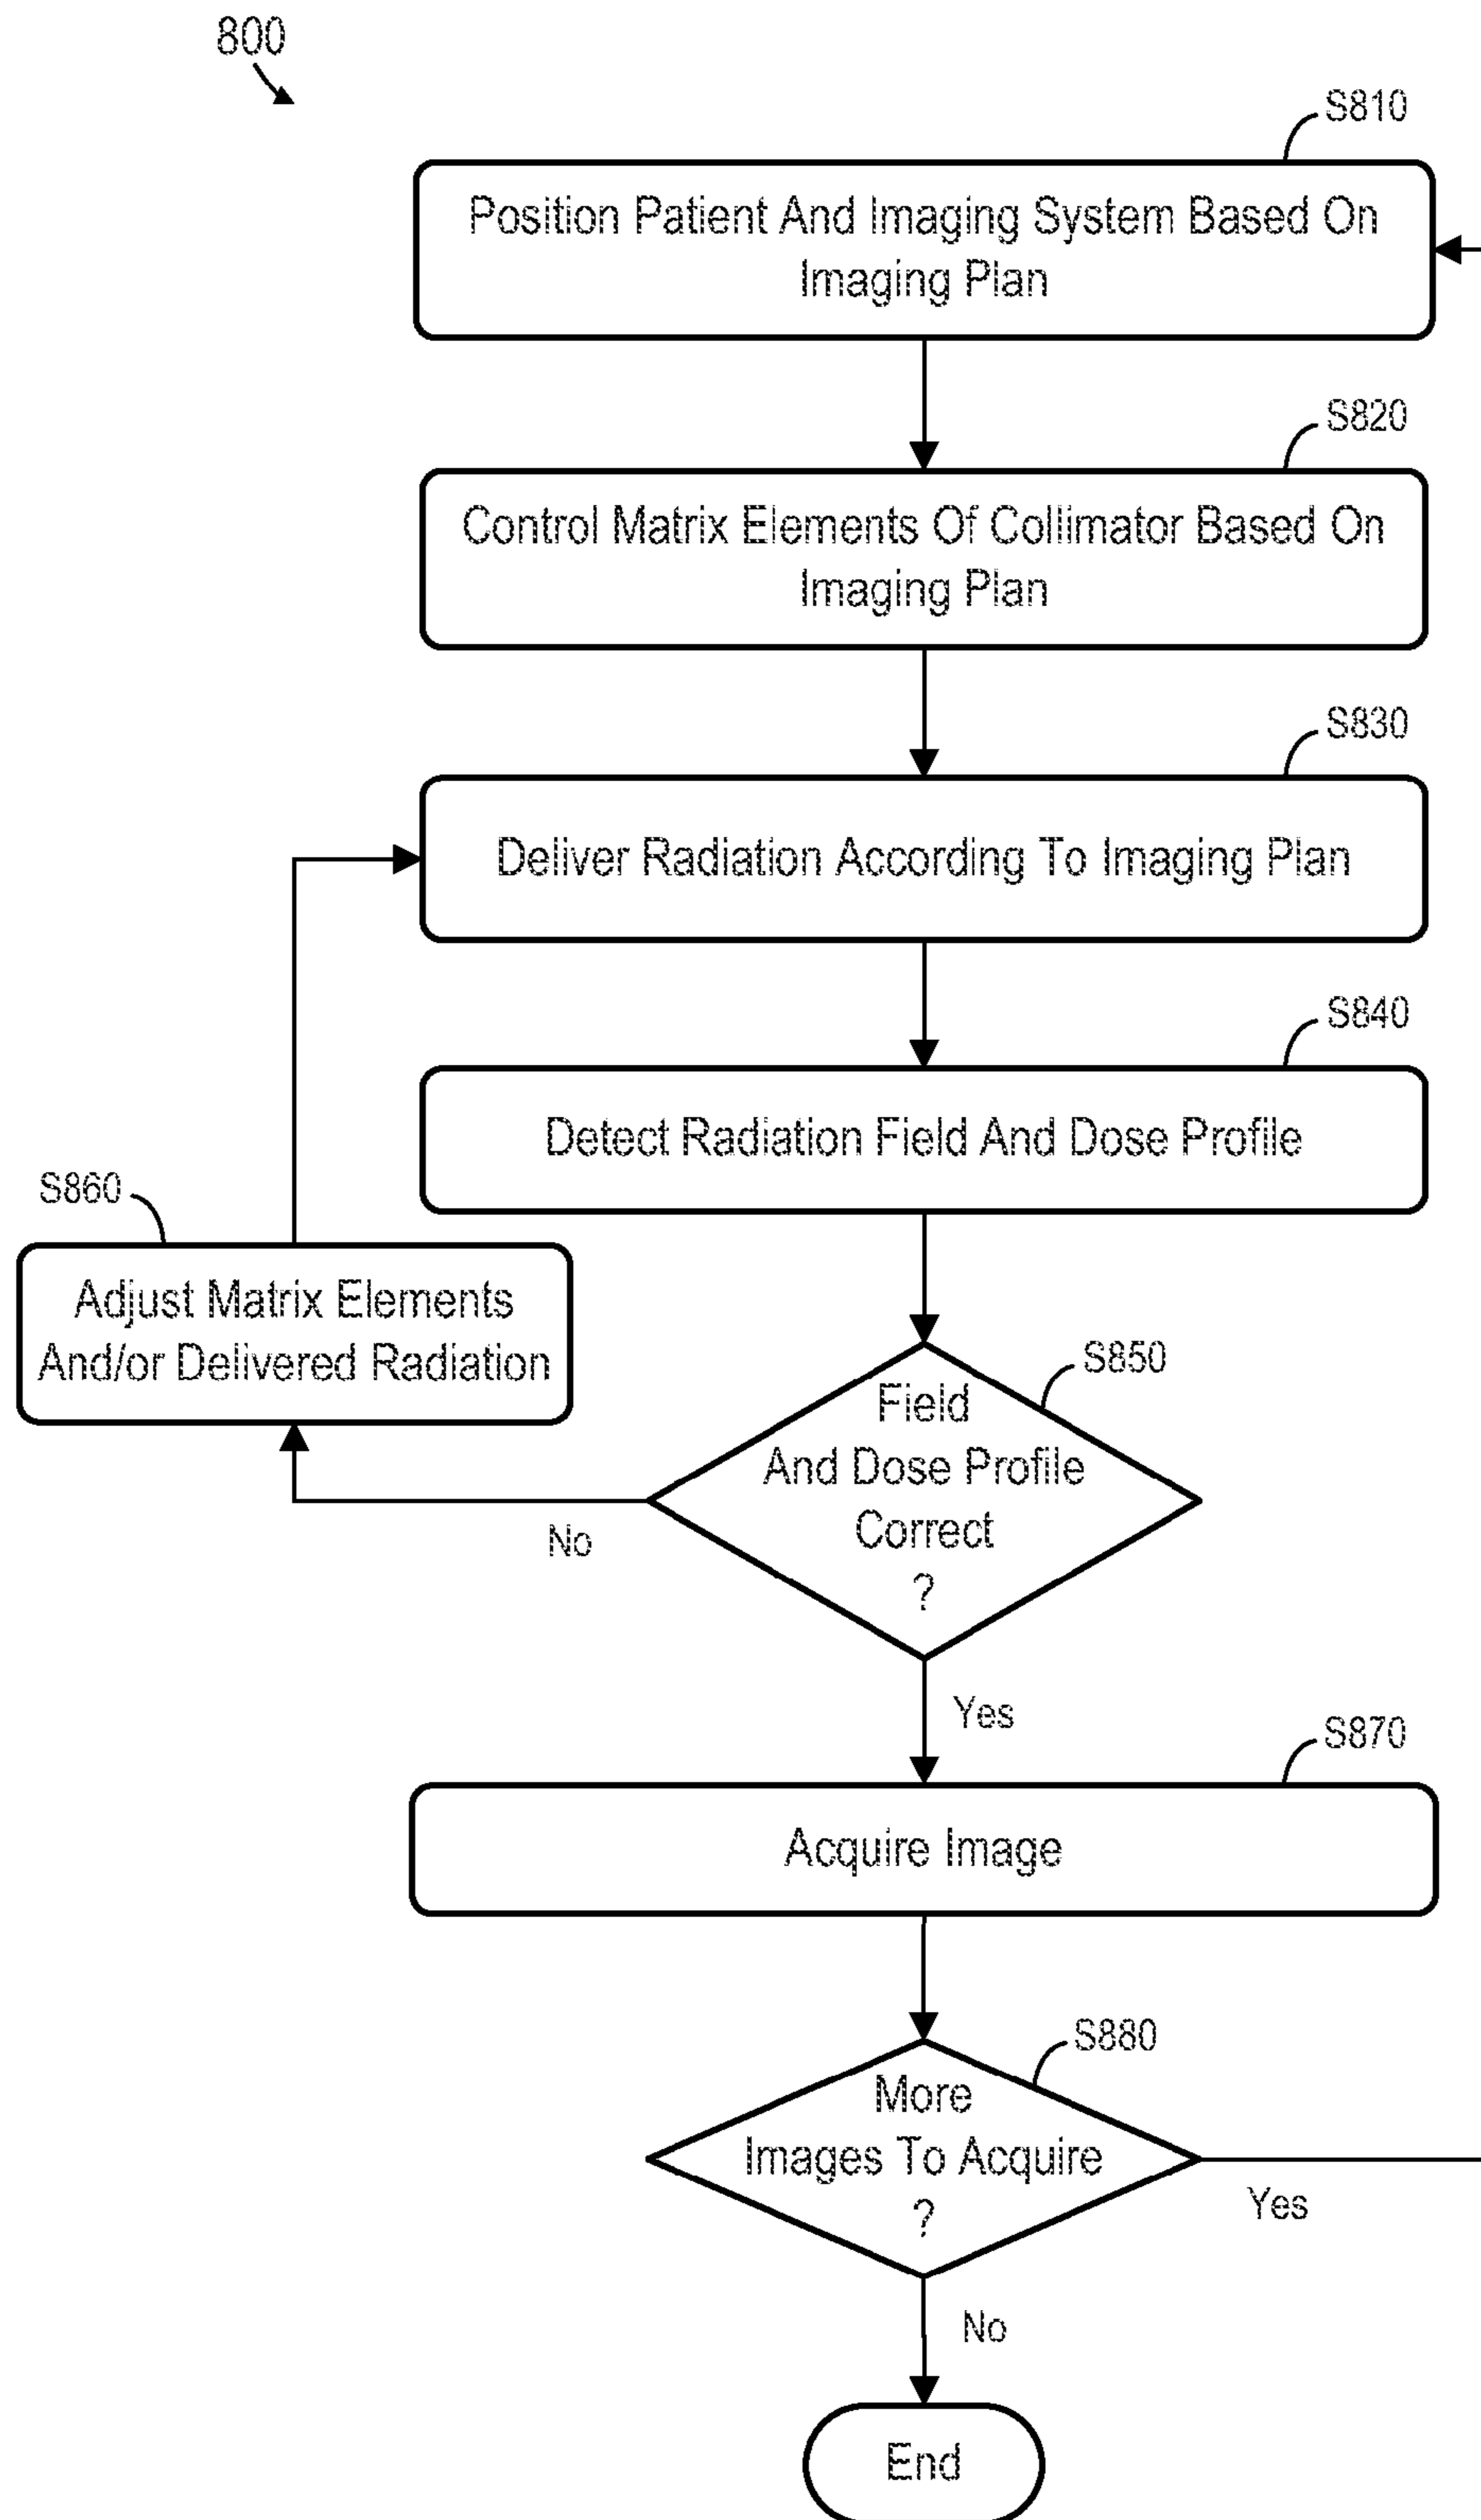 800
S810
Position Patient And Imaging System Based On
Imaging Plan
S820
Control Matrix Elements Of Collimator Based On
Imaging Plan
S830
Deliver Radiation According To Imaging Plan
S840
Detect Radiation Field And Dose Profile
S860
Adjust Matrix Elements
And/or Delivered Radiation
S850
Field
And Dose Profile
Correct
?
No
Yes
S870
Acquire Image
S880
More
Images To Acquire
?
Yes
No
End